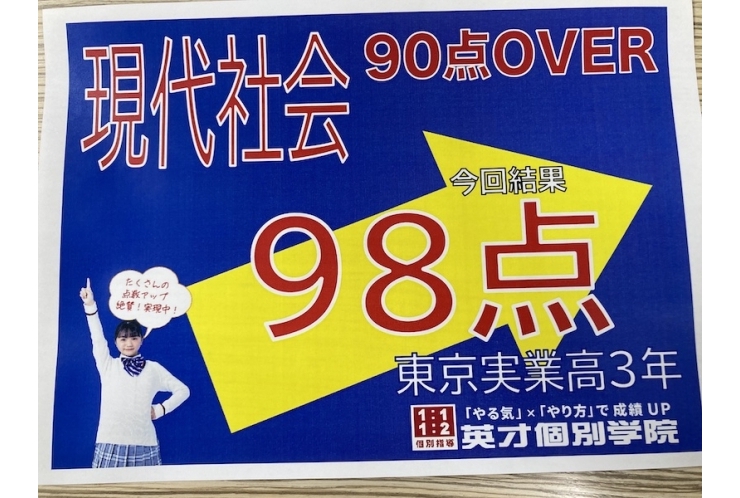 現代社会
90点OVER
今回結果
98点
たくさんの
点数アップ
絶賛!実現中!
東京実業高3年
1:1
1:2
個別指導
「やる気」×「やり方」で成績UP
英才個別学院